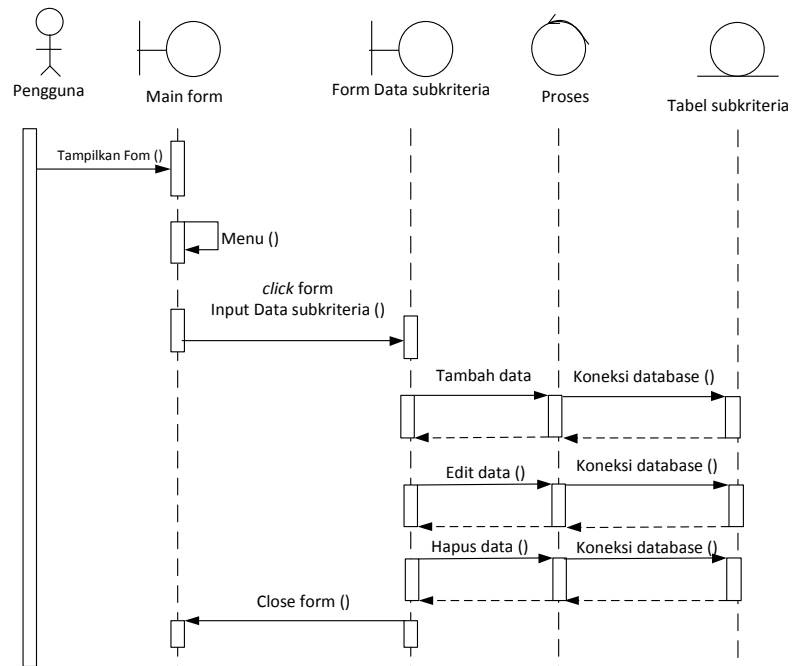 Pengguna
Main form
Form Data subkriteria
Proses
Tabel subkriteria
Tampilkan Fom ()
Menu ()
click form
Input Data subkriteria ()
Tambah data
Koneksi database ()
Edit data ()
Koneksi database ()
Hapus data ()
Koneksi database ()
Close form ()